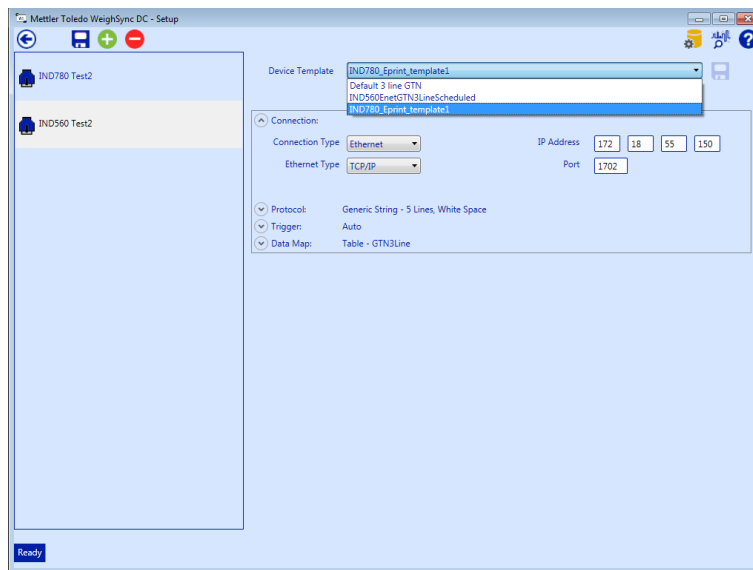 Mettler Toledo WeighSync DC - Setup
IND780 Test2
IND560 Test2
Device Template IND780_Eprint_template1
Default 3 line GTN
IND560EnetGTN3LineScheduled
IND780_Eprint_template1
Connection:
Connection Type Ethernet IP Address 172 18 55 150
Ethernet Type TCP/IP Port 1702
Protocol: Generic String - 5 Lines, White Space
Trigger: Auto
Data Map: Table - GTN3Line
Ready